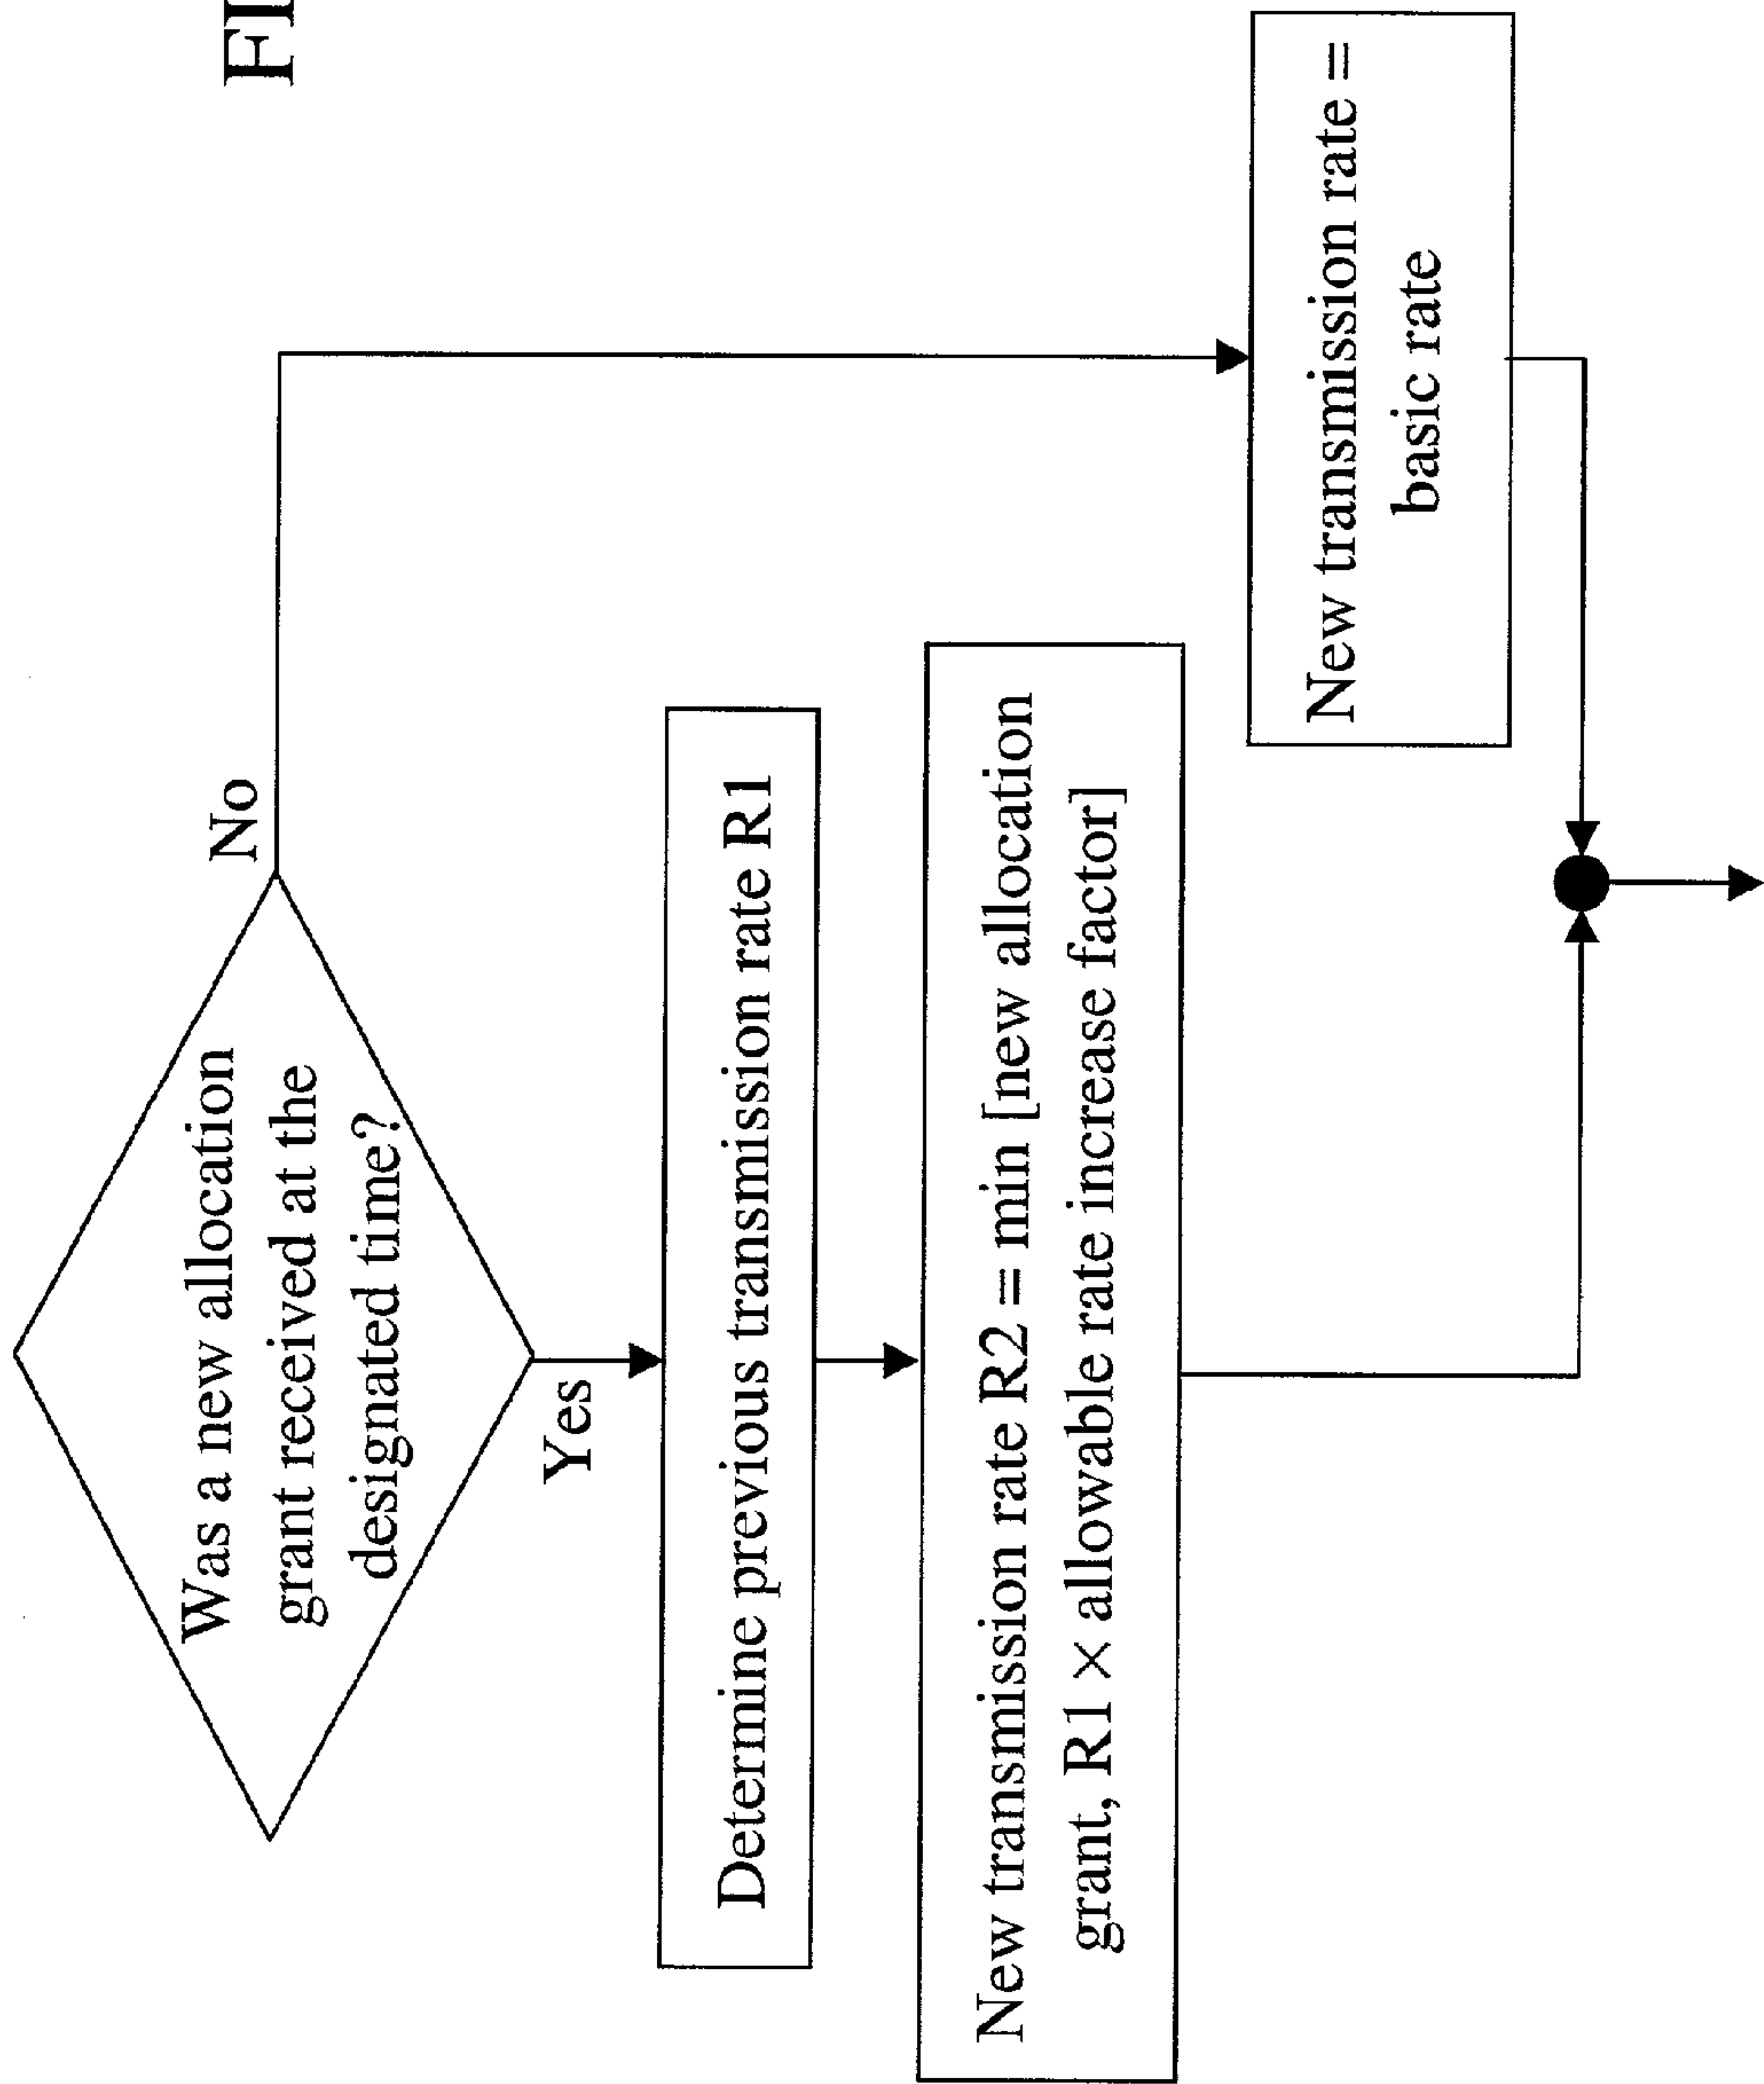 FI
Was a new allocation
grant received at the
designated time?
No
Yes
Determine previous transmission rate R1
New transmission rate R2 = min [new allocation
grant, R1 × allowable rate increase factor]
New transmission rate =
basic rate